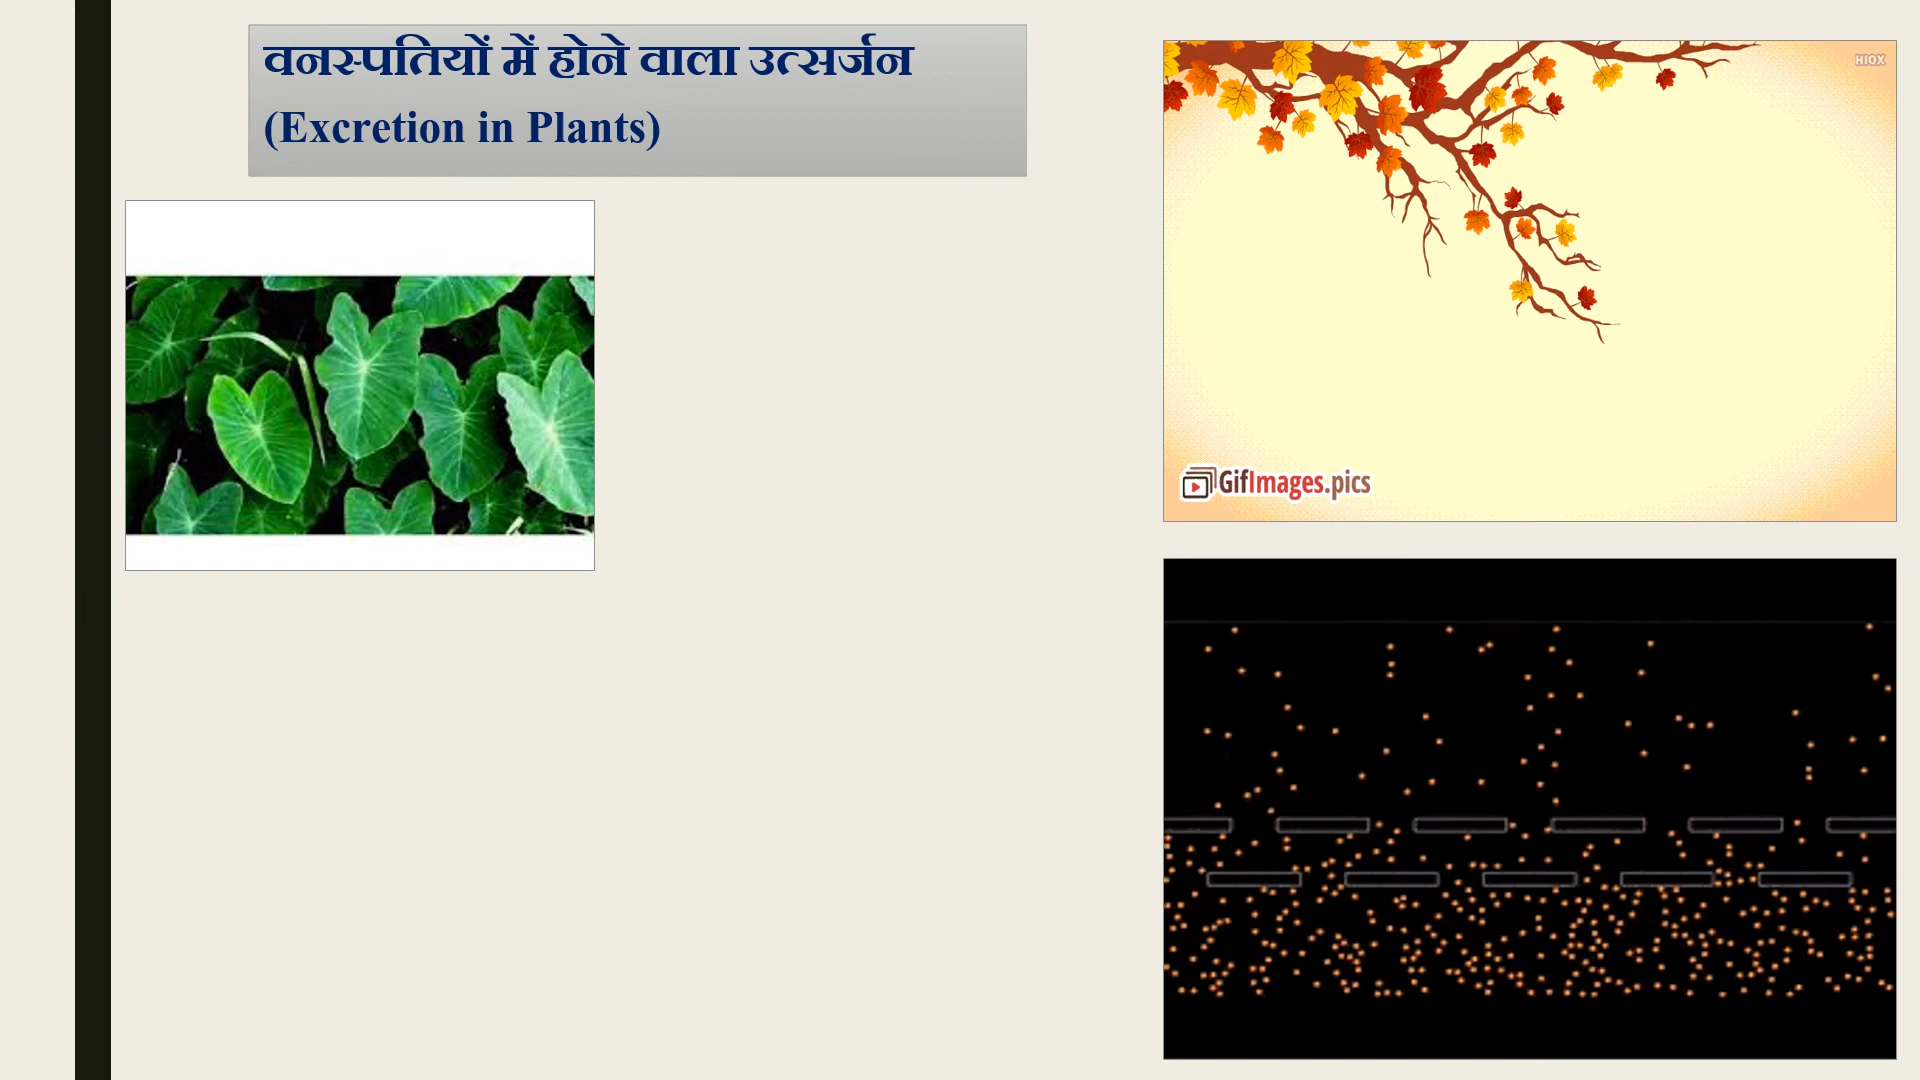 वनस्पतियों में होने वाला उत्सर्जन
(Excretion in Plants)
HIOX
GifImages.pics